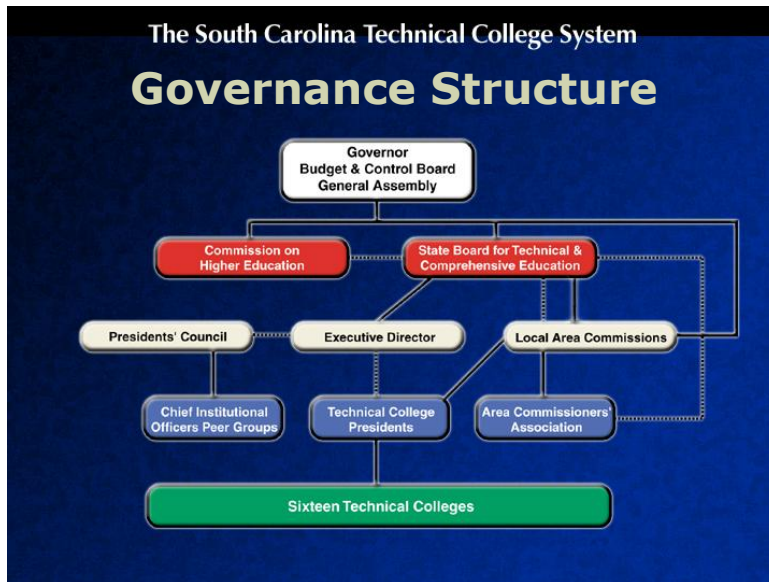 The South Carolina Technical College System
Governance Structure
Governor
Budget & Control Board
General Assembly
Commission on
Higher Education
State Board for Technical &
Comprehensive Education
Presidents' Council
Executive Director
Local Area Commissions
Chief Institutional
Officers Peer Groups
Technical College
Presidents
Area Commissioners'
Association
Sixteen Technical Colleges